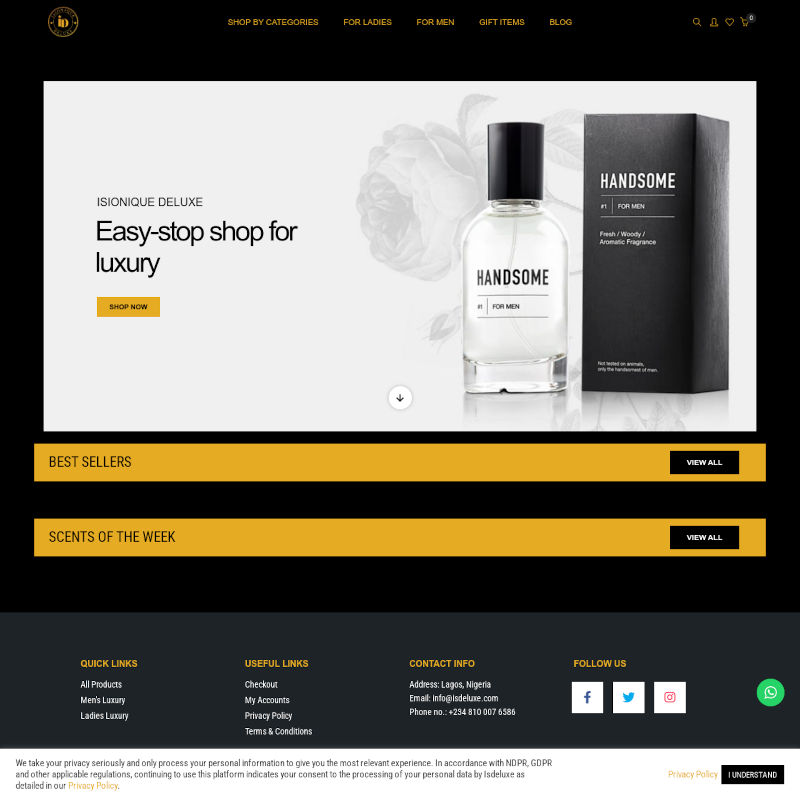 ID
SHOP BY CATEGORIES FOR LADIES FOR MEN GIFT ITEMS BLOG 0
ISIONIQUE DELUXE
Easy-stop shop for
luxury
SHOP NOW
HANDSOME
#1 FOR MEN
HANDSOME
#1 FOR MEN
Fresh / Woody /
Aromatic Fragrance
Not tested on animals,
only the handsomest of men.
BEST SELLERS VIEW ALL
SCENTS OF THE WEEK VIEW ALL
QUICK LINKS
All Products
Men's Luxury
Ladies Luxury
USEFUL LINKS
Checkout
My Accounts
Privacy Policy
Terms & Conditions
CONTACT INFO
Address: Lagos, Nigeria
Email: info@isdeluxe.com
Phone no.: +234 810 007 6586
FOLLOW US
We take your privacy seriously and only process your personal information to give you the most relevant experience. In accordance with NDPR, GDPR
and other applicable regulations, continuing to use this platform indicates your consent to the processing of your personal data by Isdeluxe as
detailed in our Privacy Policy.
Privacy Policy I UNDERSTAND